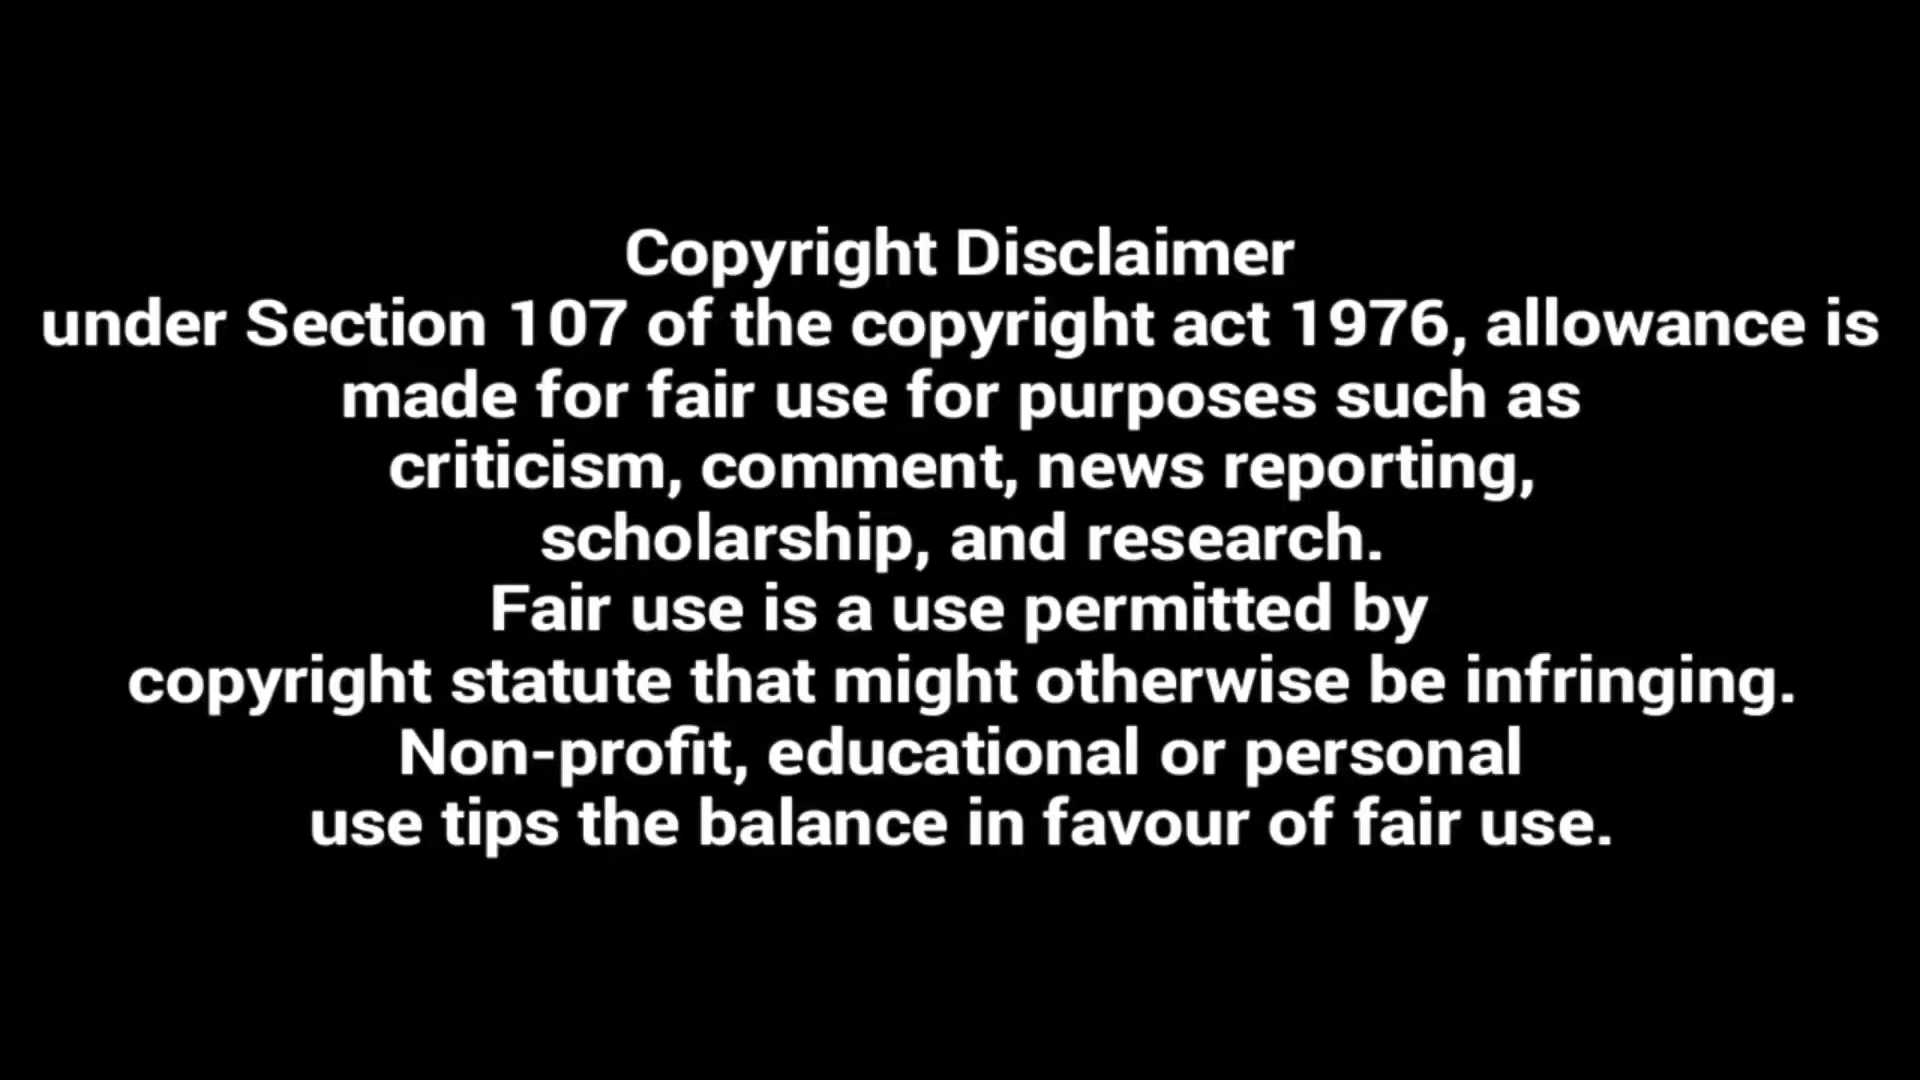 Copyright Disclaimer
under Section 107 of the copyright act 1976, allowance is
made for fair use for purposes such as
criticism, comment, news reporting,
scholarship, and research.
Fair use is a use permitted by
copyright statute that might otherwise be infringing.
Non-profit, educational or personal
use tips the balance in favour of fair use.